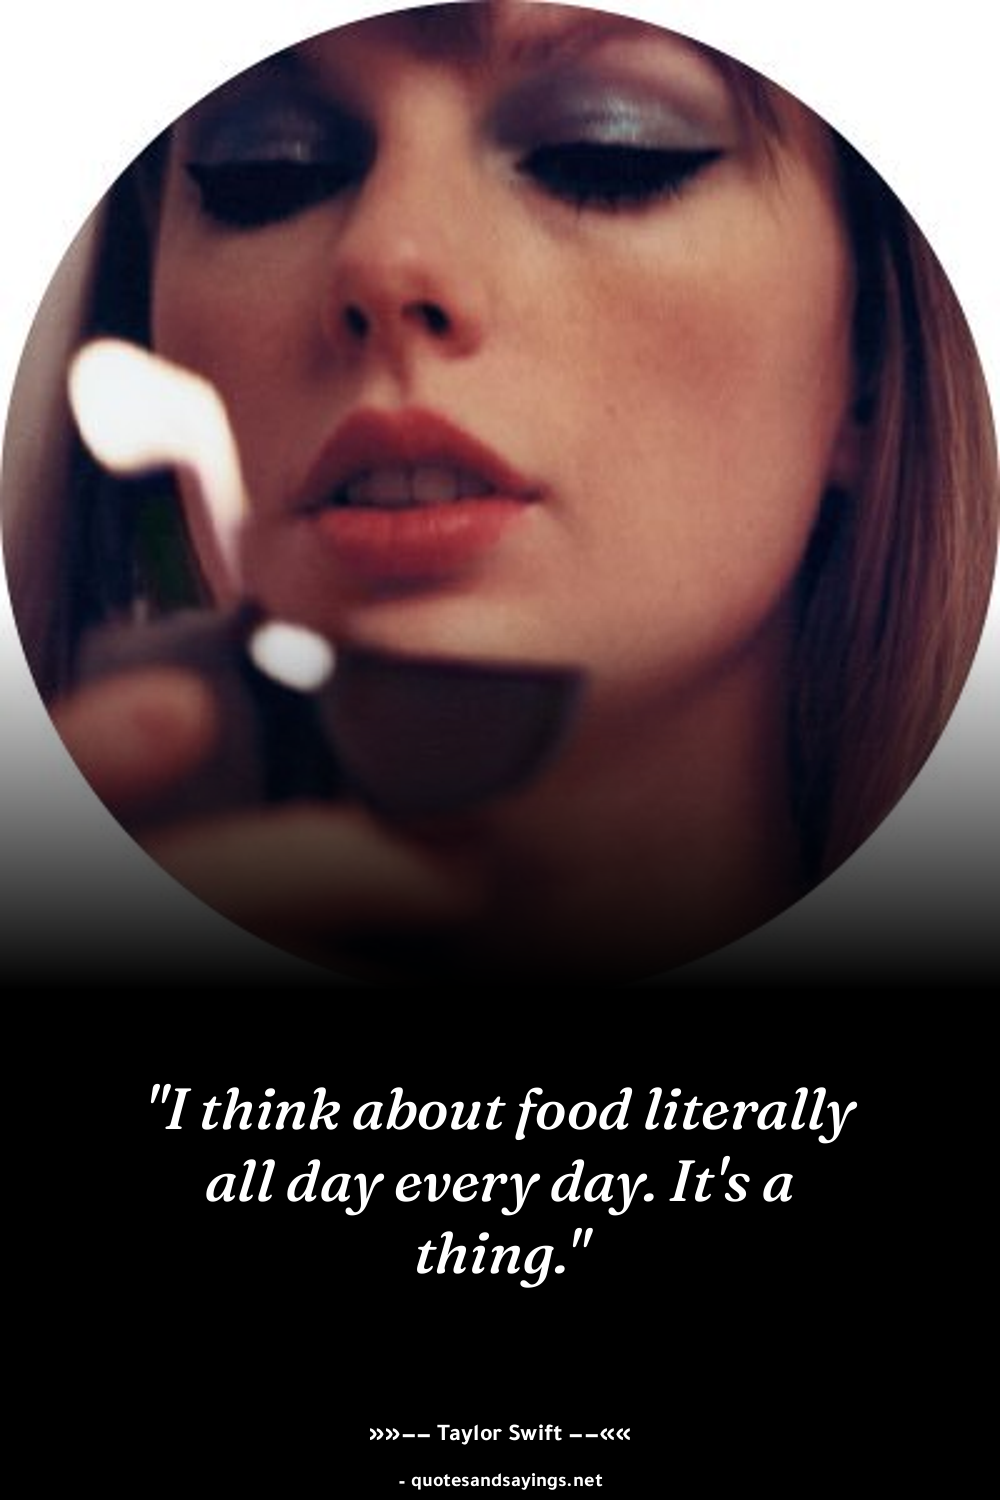 "I think about food literally
all day every day. It's a
thing."
»»–– Taylor Swift ––««
- quotesandsayings.net